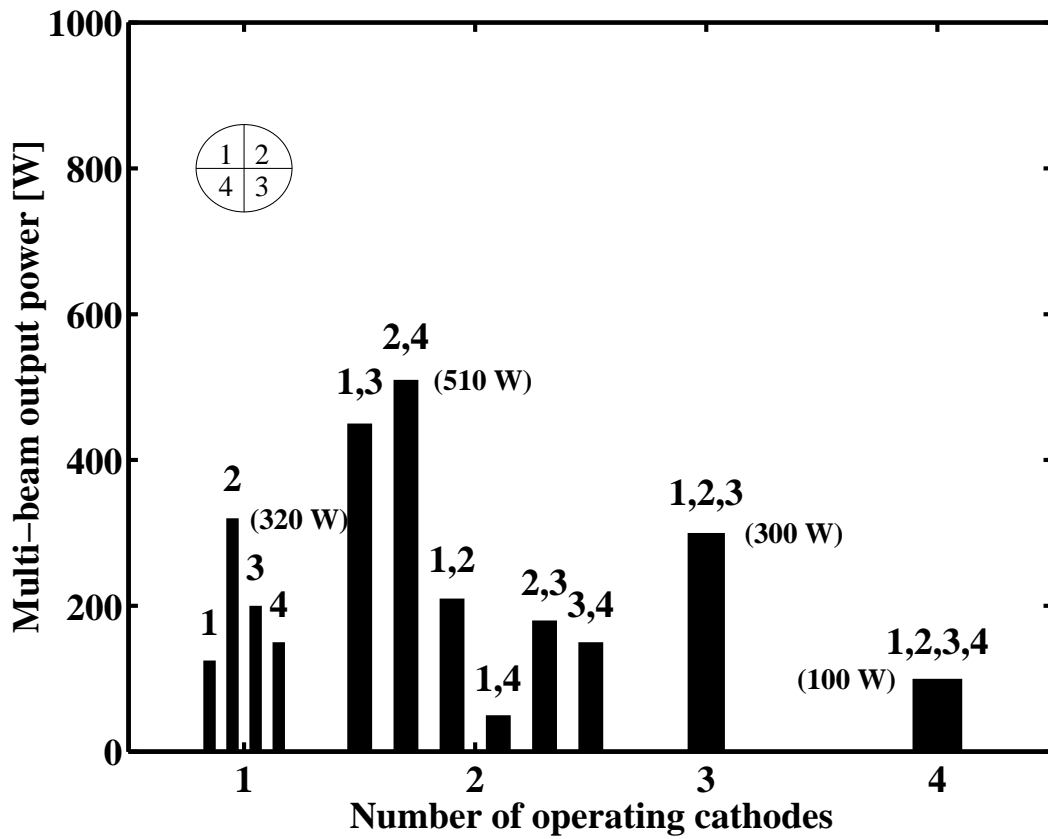 1000
800
600
400
200
0
Multi−beam output power [W]
1 2
4 3
2,4
1,3 (510 W)
2
(320 W)
1,2,3
(300 W)
1,2
3
2,3
1 4
3,4
1,4
1,2,3,4
(100 W)
1 2 3 4
Number of operating cathodes